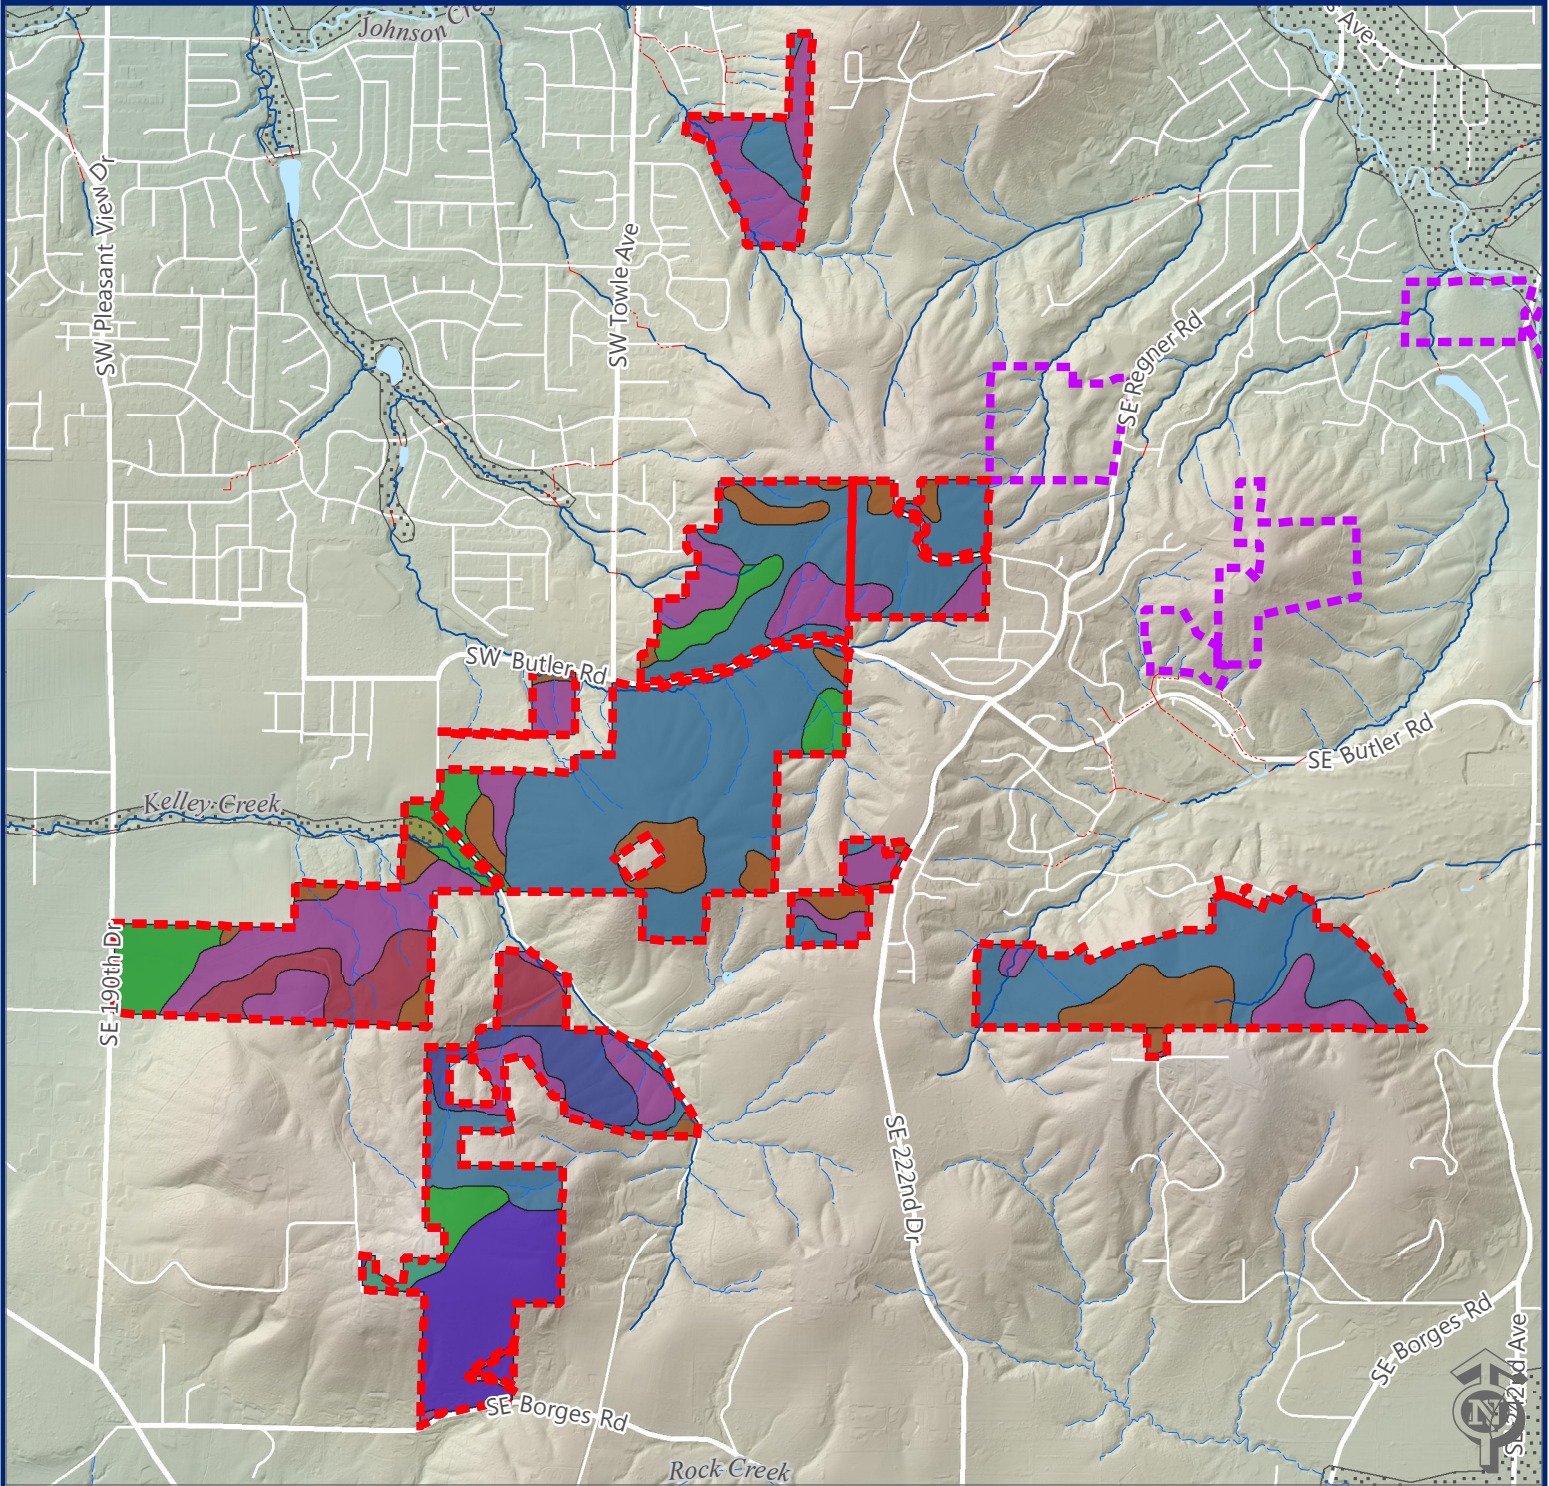 Johnson Cre
s Ave
SW Pleasant View Dr
SW Towle Ave
SE Regner Rd
SW Butler Rd
SE Butler Rd
Kelley Creek
SE 190th Dr
SE 222nd Dr
SE Borges Rd
SE 242nd Ave
N
SE Borges Rd
Rock Creek